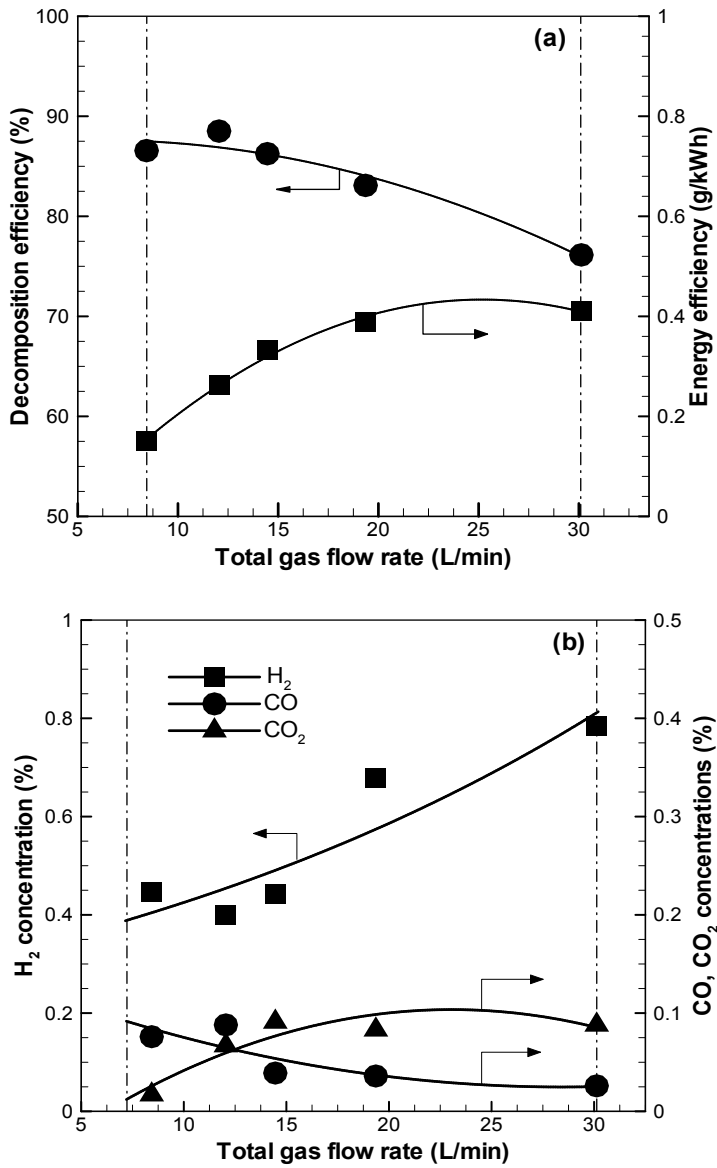 (a)
100
90
80
70
60
50
Decomposition efficiency (%)
1
0.8
0.6
0.4
0.2
0
Energy efficiency (g/kWh)
5 10 15 20 25 30
Total gas flow rate (L/min)
(b)
H2
CO
CO2
1
0.8
0.6
0.4
0.2
0
H2 concentration (%)
0.5
0.4
0.3
0.2
0.1
0
CO, CO2 concentrations (%)
5 10 15 20 25 30
Total gas flow rate (L/min)